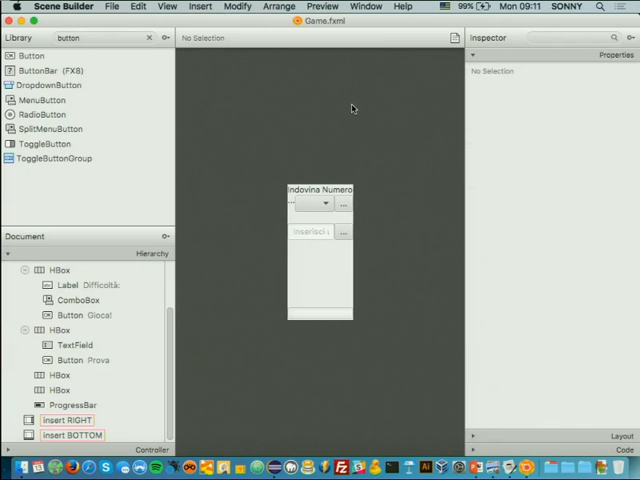 Scene Builder File Edit View Insert Modify Arrange Preview Window Help 99% Mon 09:11 SONNY
Game.fxml
Library button
No Selection
Inspector
Button
ButtonBar (FX8)
DropdownButton
MenuButton
RadioButton
SplitMenuButton
ToggleButton
ToggleButtonGroup
Properties
No Selection
Indovina Numero
... ...
Inserisci ...
Document
Hierarchy
HBox
Label Difficoltà:
ComboBox
Button Gioca!
HBox
TextField
Button Prova
HBox
HBox
ProgressBar
insert RIGHT
insert BOTTOM
Controller
Layout
Code